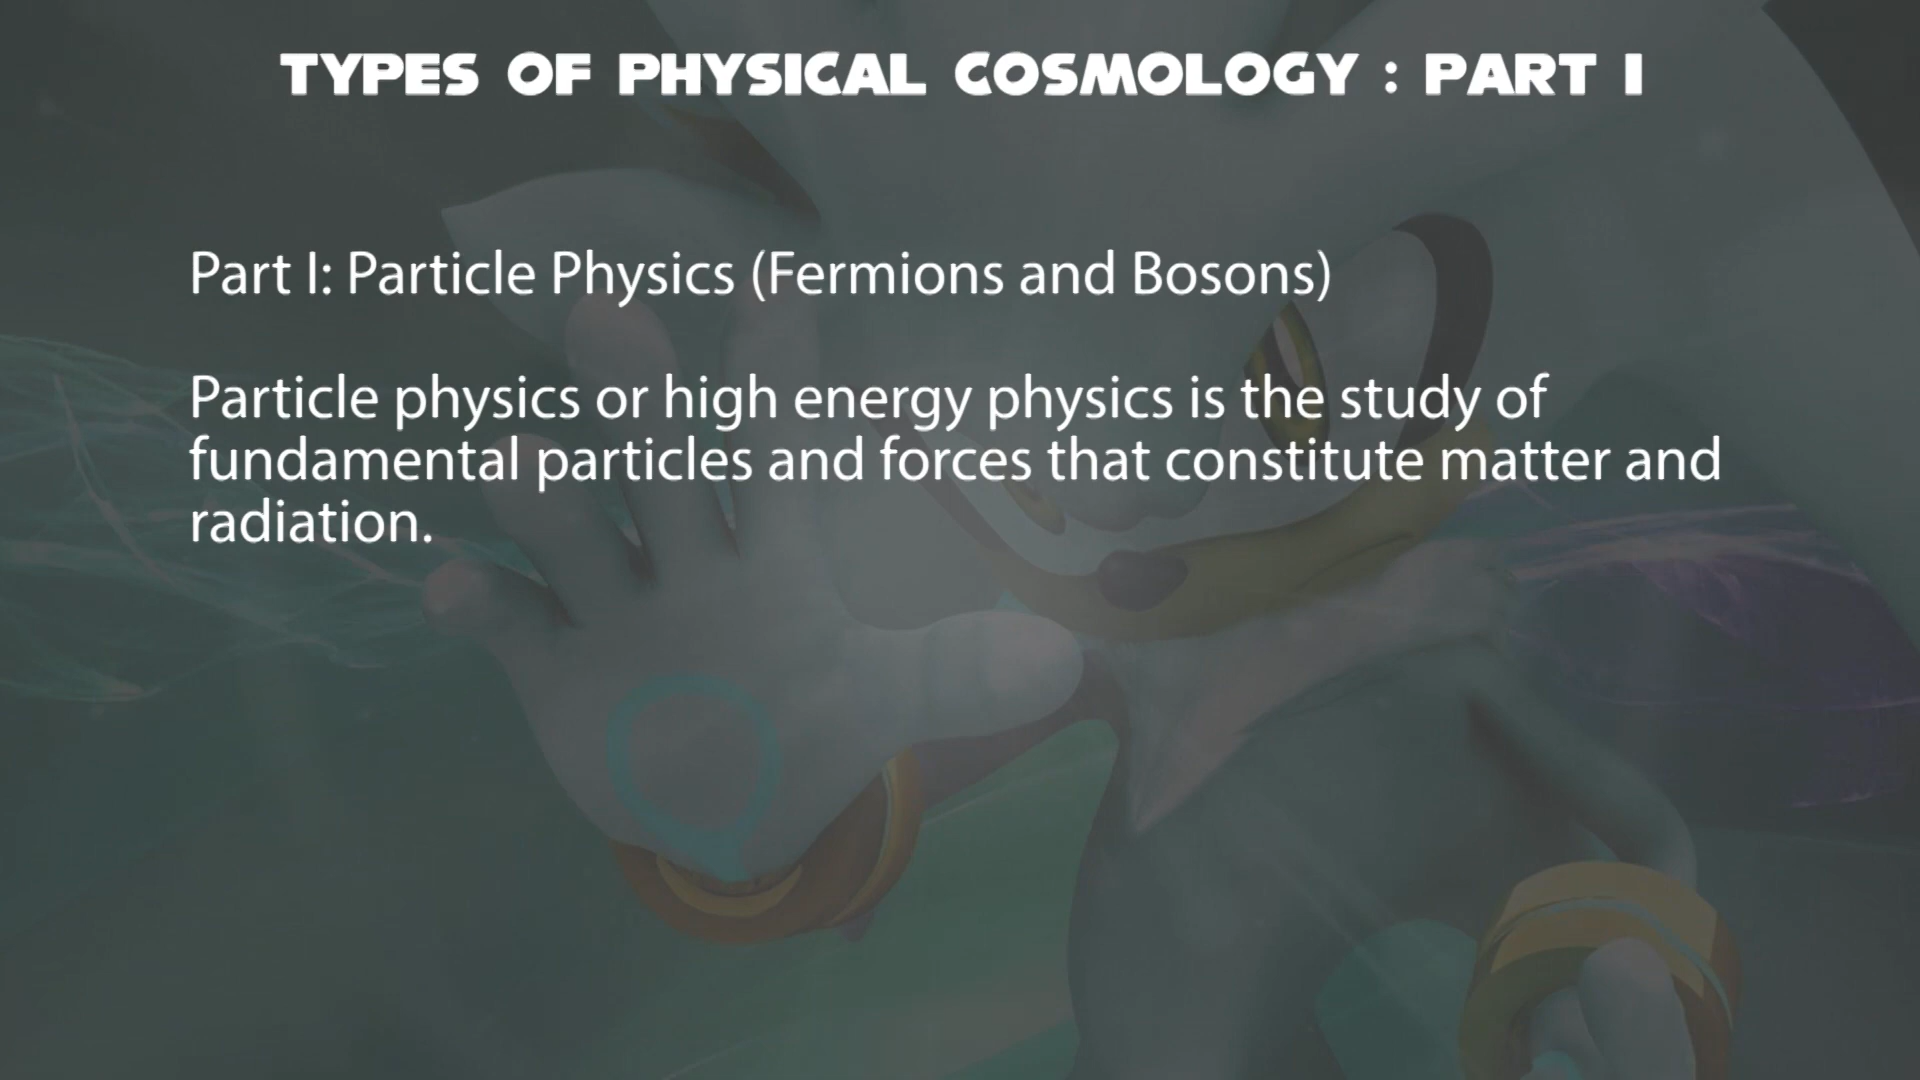 TYPES OF PHYSICAL COSMOLOGY : PART I
Part I: Particle Physics (Fermions and Bosons)
Particle physics or high energy physics is the study of
fundamental particles and forces that constitute matter and
radiation.